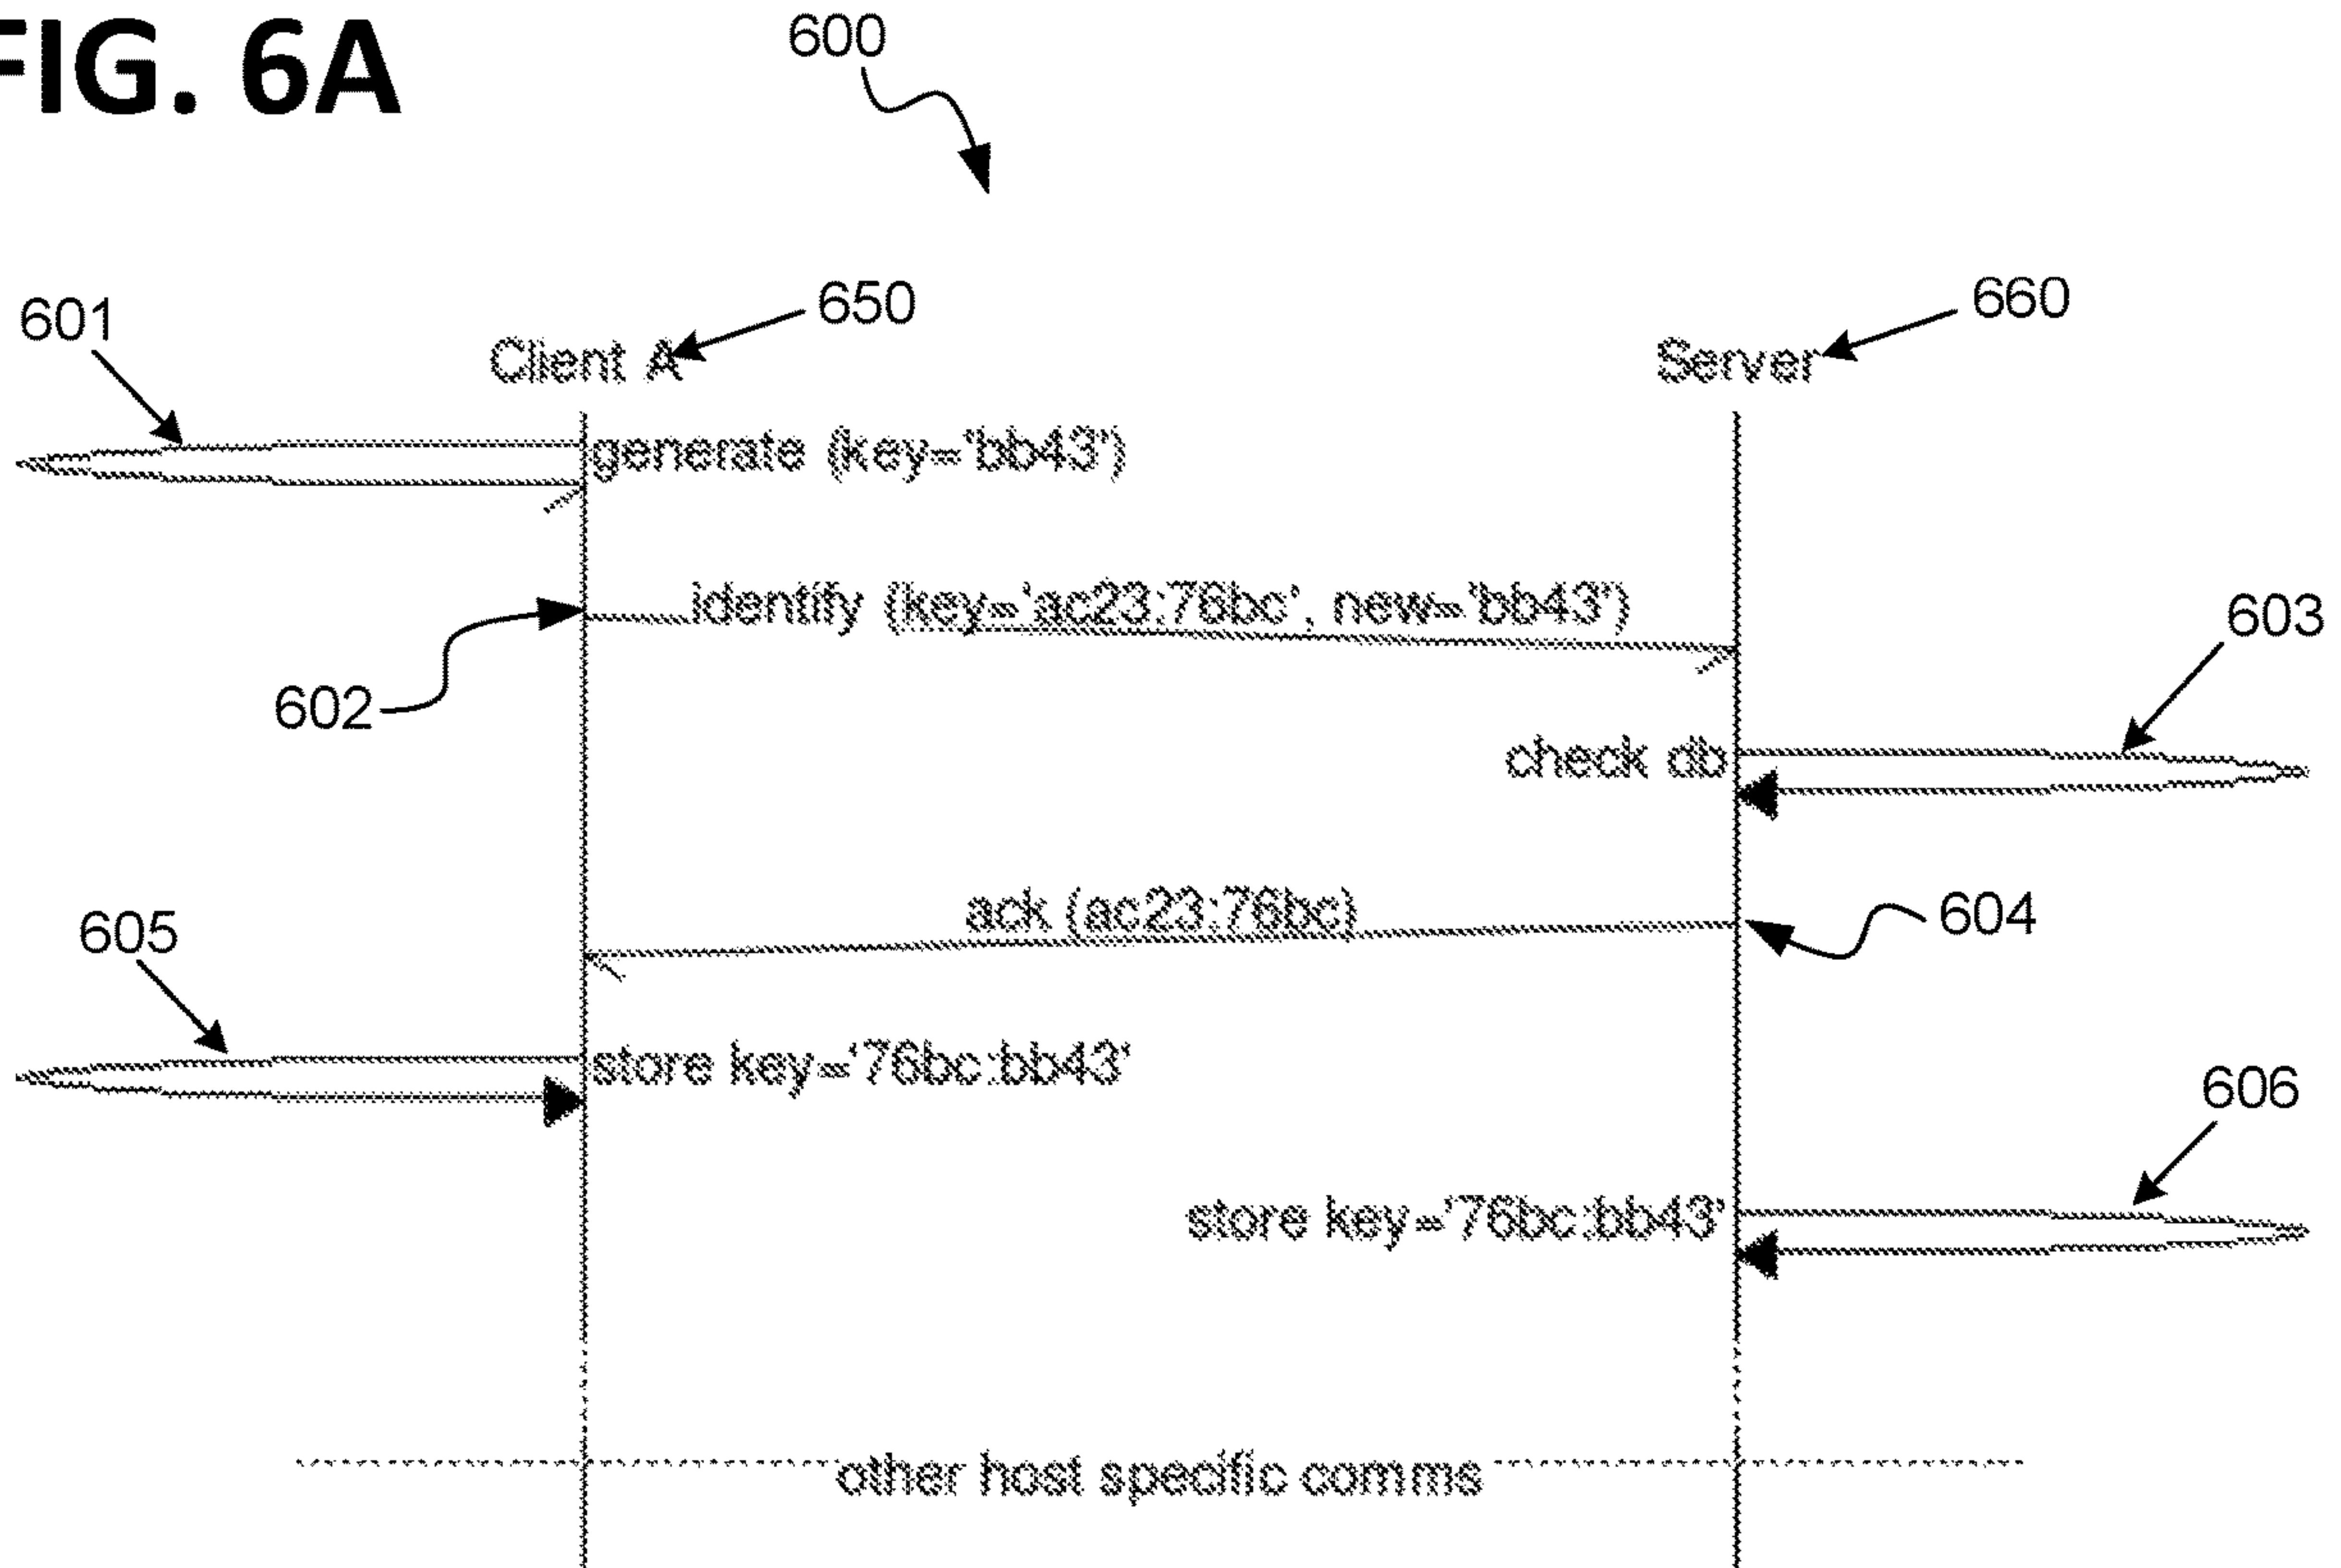 FIG. 6A
600
650
660
601
Client A
Server
generate (key='bb43')
identify (key='ac23:76bc', new='bb43')
603
602
check db
ack (ac23:76bc)
604
605
store key='76bc:bb43'
606
store key='76bc:bb43'
other host specific comms